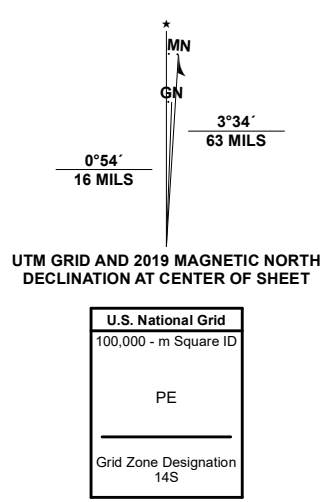 ★
MN
GN
3°34´
63 MILS
0°54´
16 MILS
UTM GRID AND 2019 MAGNETIC NORTH
DECLINATION AT CENTER OF SHEET
U.S. National Grid
100,000 - m Square ID
PE
Grid Zone Designation
14S